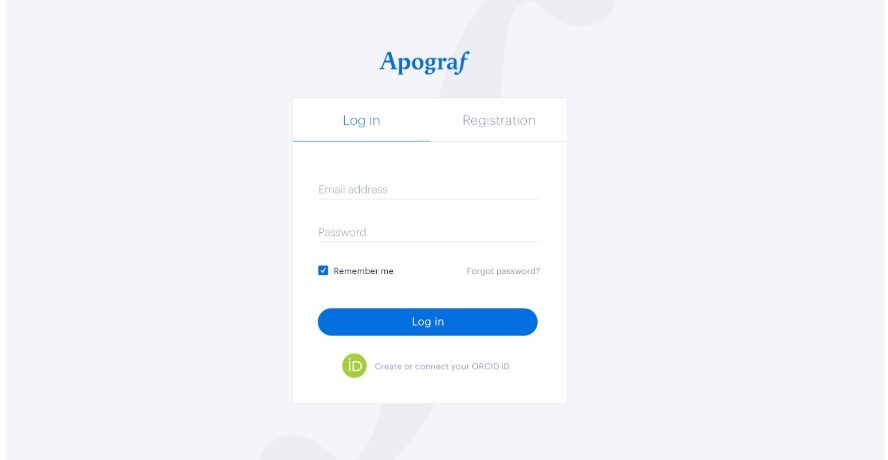 Apograf
Log in Registration
Email address
Password
Remember me Forgot password?
Log in
iD Create or connect your ORCID iD